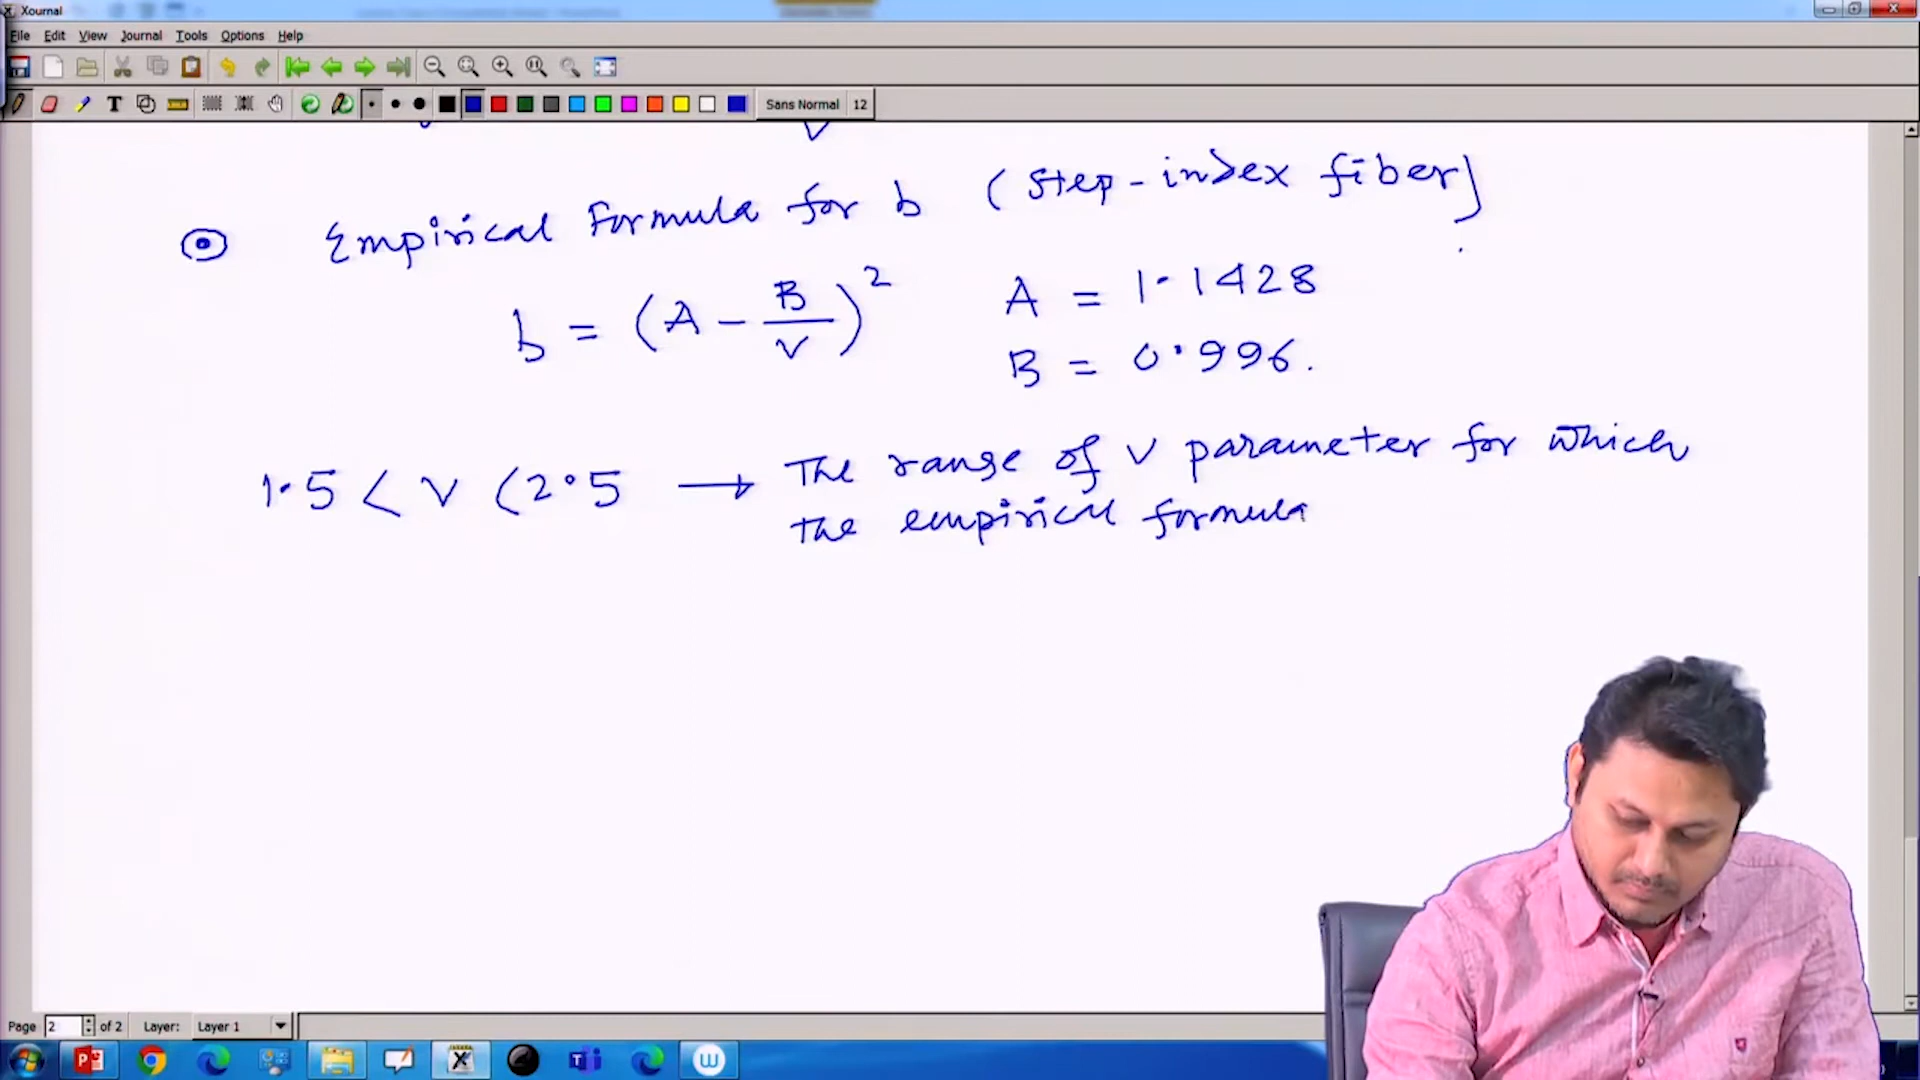 Xournal
File Edit View Journal Tools Options Help
Sans Normal 12
Empirical Formula for b (Step-index fiber)
b = (A - B/V)² A = 1.1428
B = 0.996.
1.5 < V < 2.5 → The range of V parameter for which
the empirical formula
Page 2 of 2 Layer: Layer 1